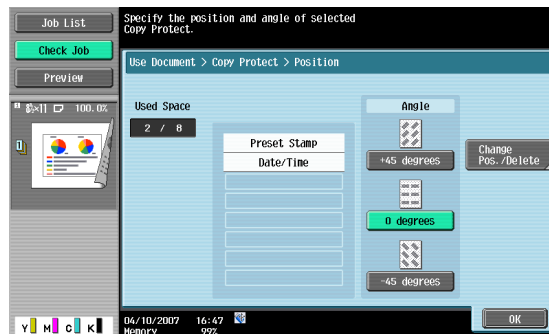 Job List
Check Job
Preview
100.0%
Specify the position and angle of selected
Copy Protect.
Use Document > Copy Protect > Position
Used Space
2 / 8
Preset Stamp
Date/Time
Angle
+45 degrees
0 degrees
-45 degrees
Change
Pos./Delete
OK
Y M C K
04/10/2007 16:47
Memory 99%